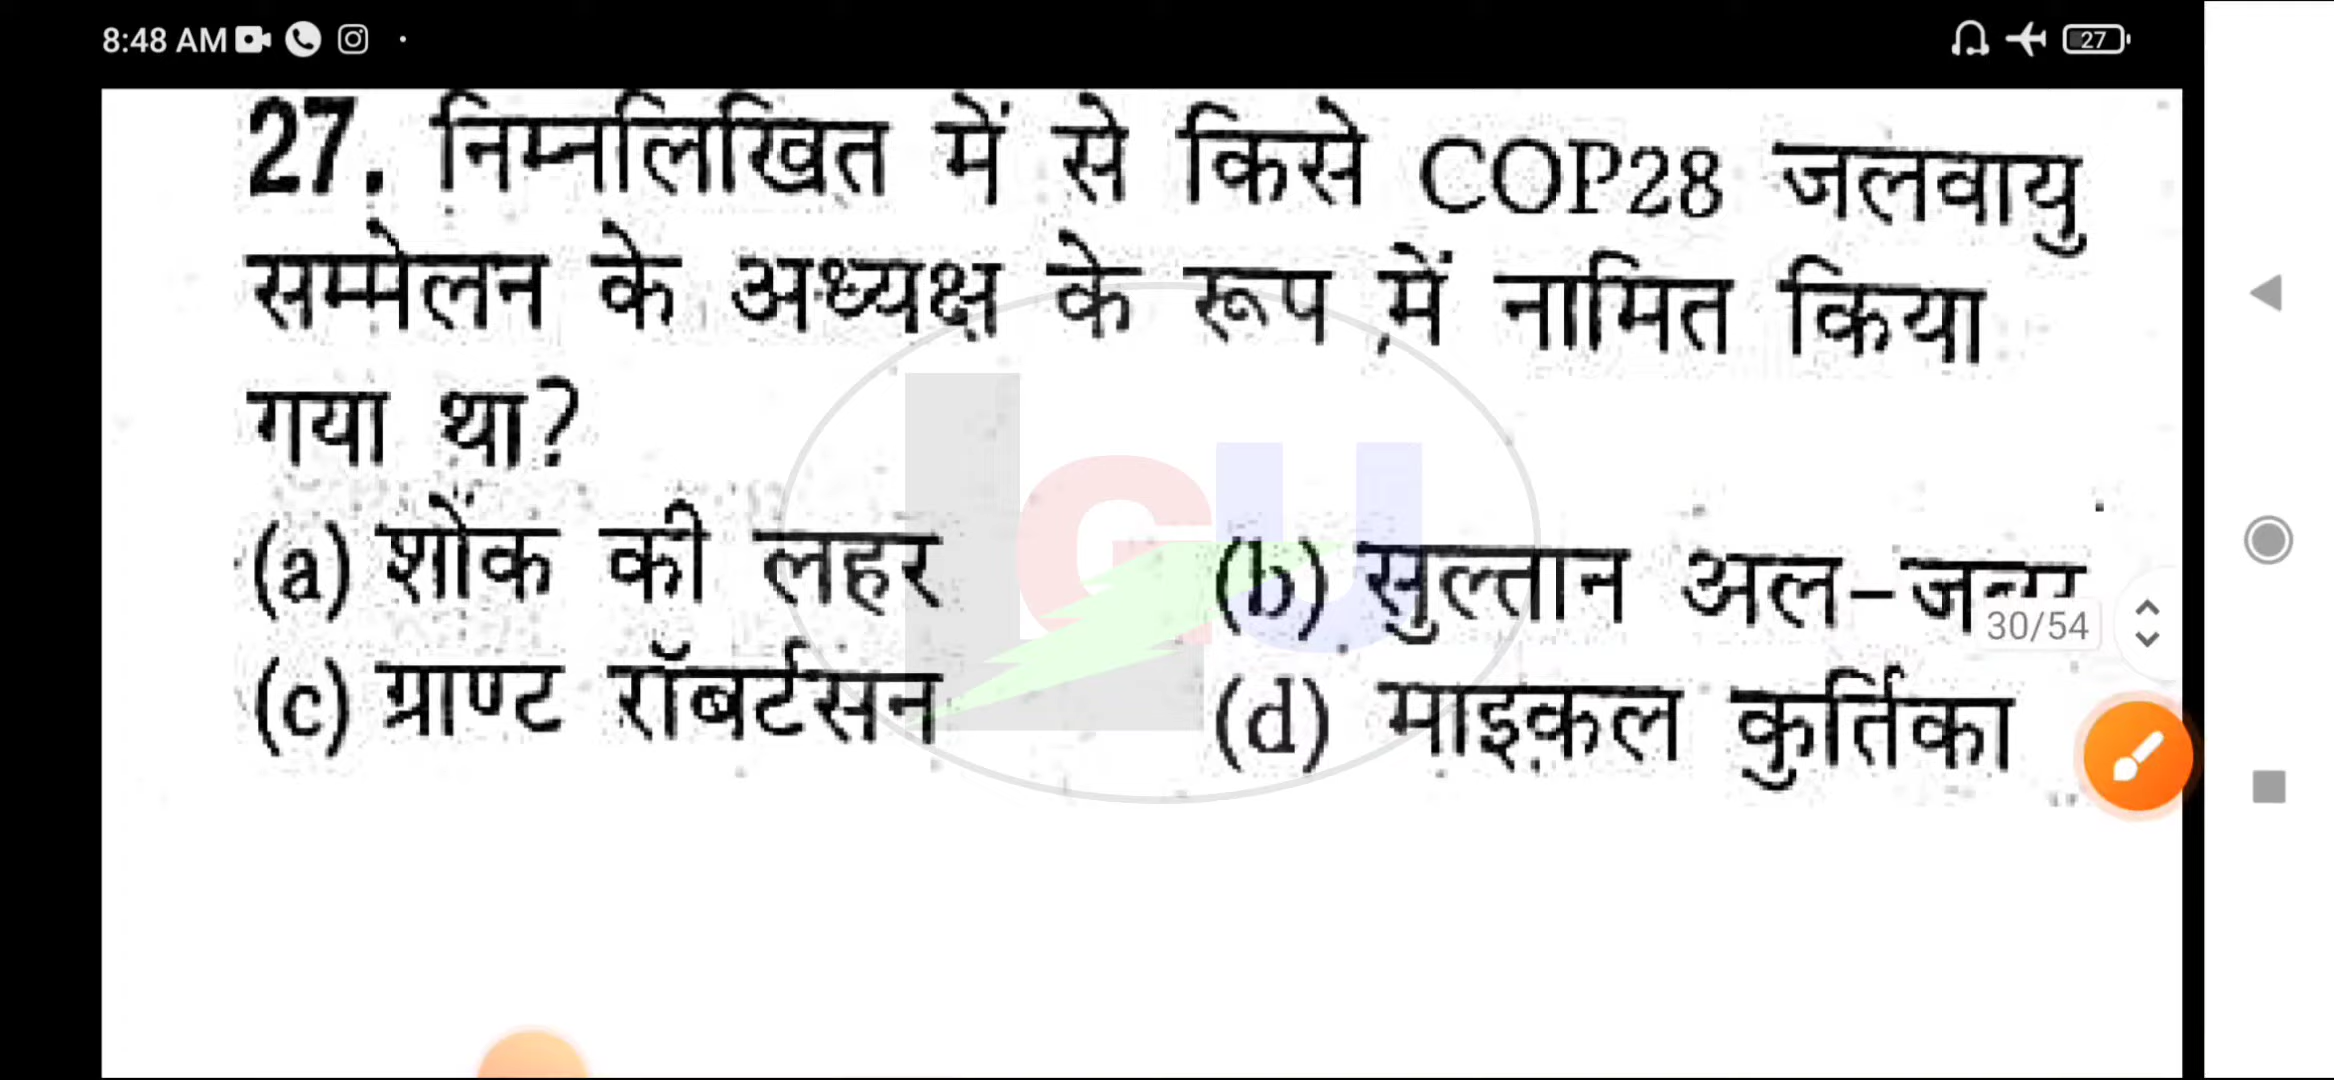 8:48 AM
27
27. निम्नलिखित में से किसे COP28 जलवायु
सम्मेलन के अध्यक्ष के रूप में नामित किया
गया था?
(a) शोंक की लहर (b) सुल्तान
30/54
(c) ग्राण्ट रॉबर्टसन (d) माइकल कुर्तिका
LGU